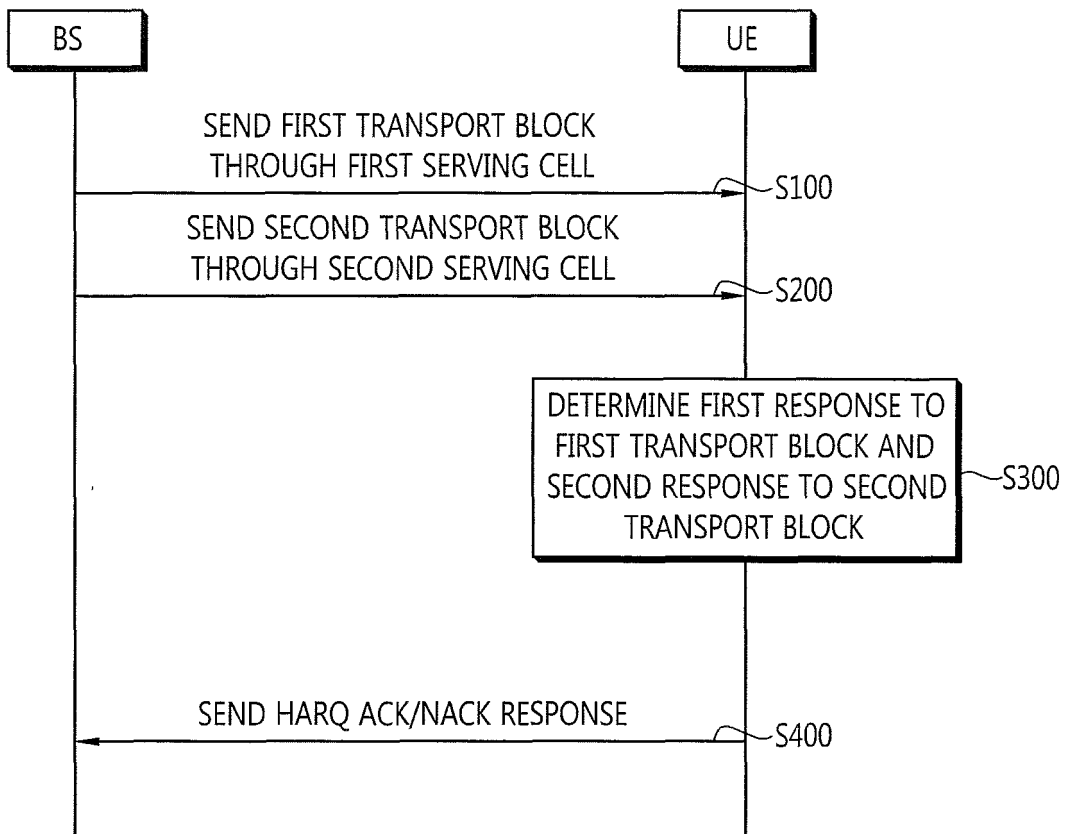 BS
UE
SEND FIRST TRANSPORT BLOCK
THROUGH FIRST SERVING CELL
S100
SEND SECOND TRANSPORT BLOCK
THROUGH SECOND SERVING CELL
S200
DETERMINE FIRST RESPONSE TO
FIRST TRANSPORT BLOCK AND
SECOND RESPONSE TO SECOND
TRANSPORT BLOCK
S300
SEND HARQ ACK/NACK RESPONSE
S400